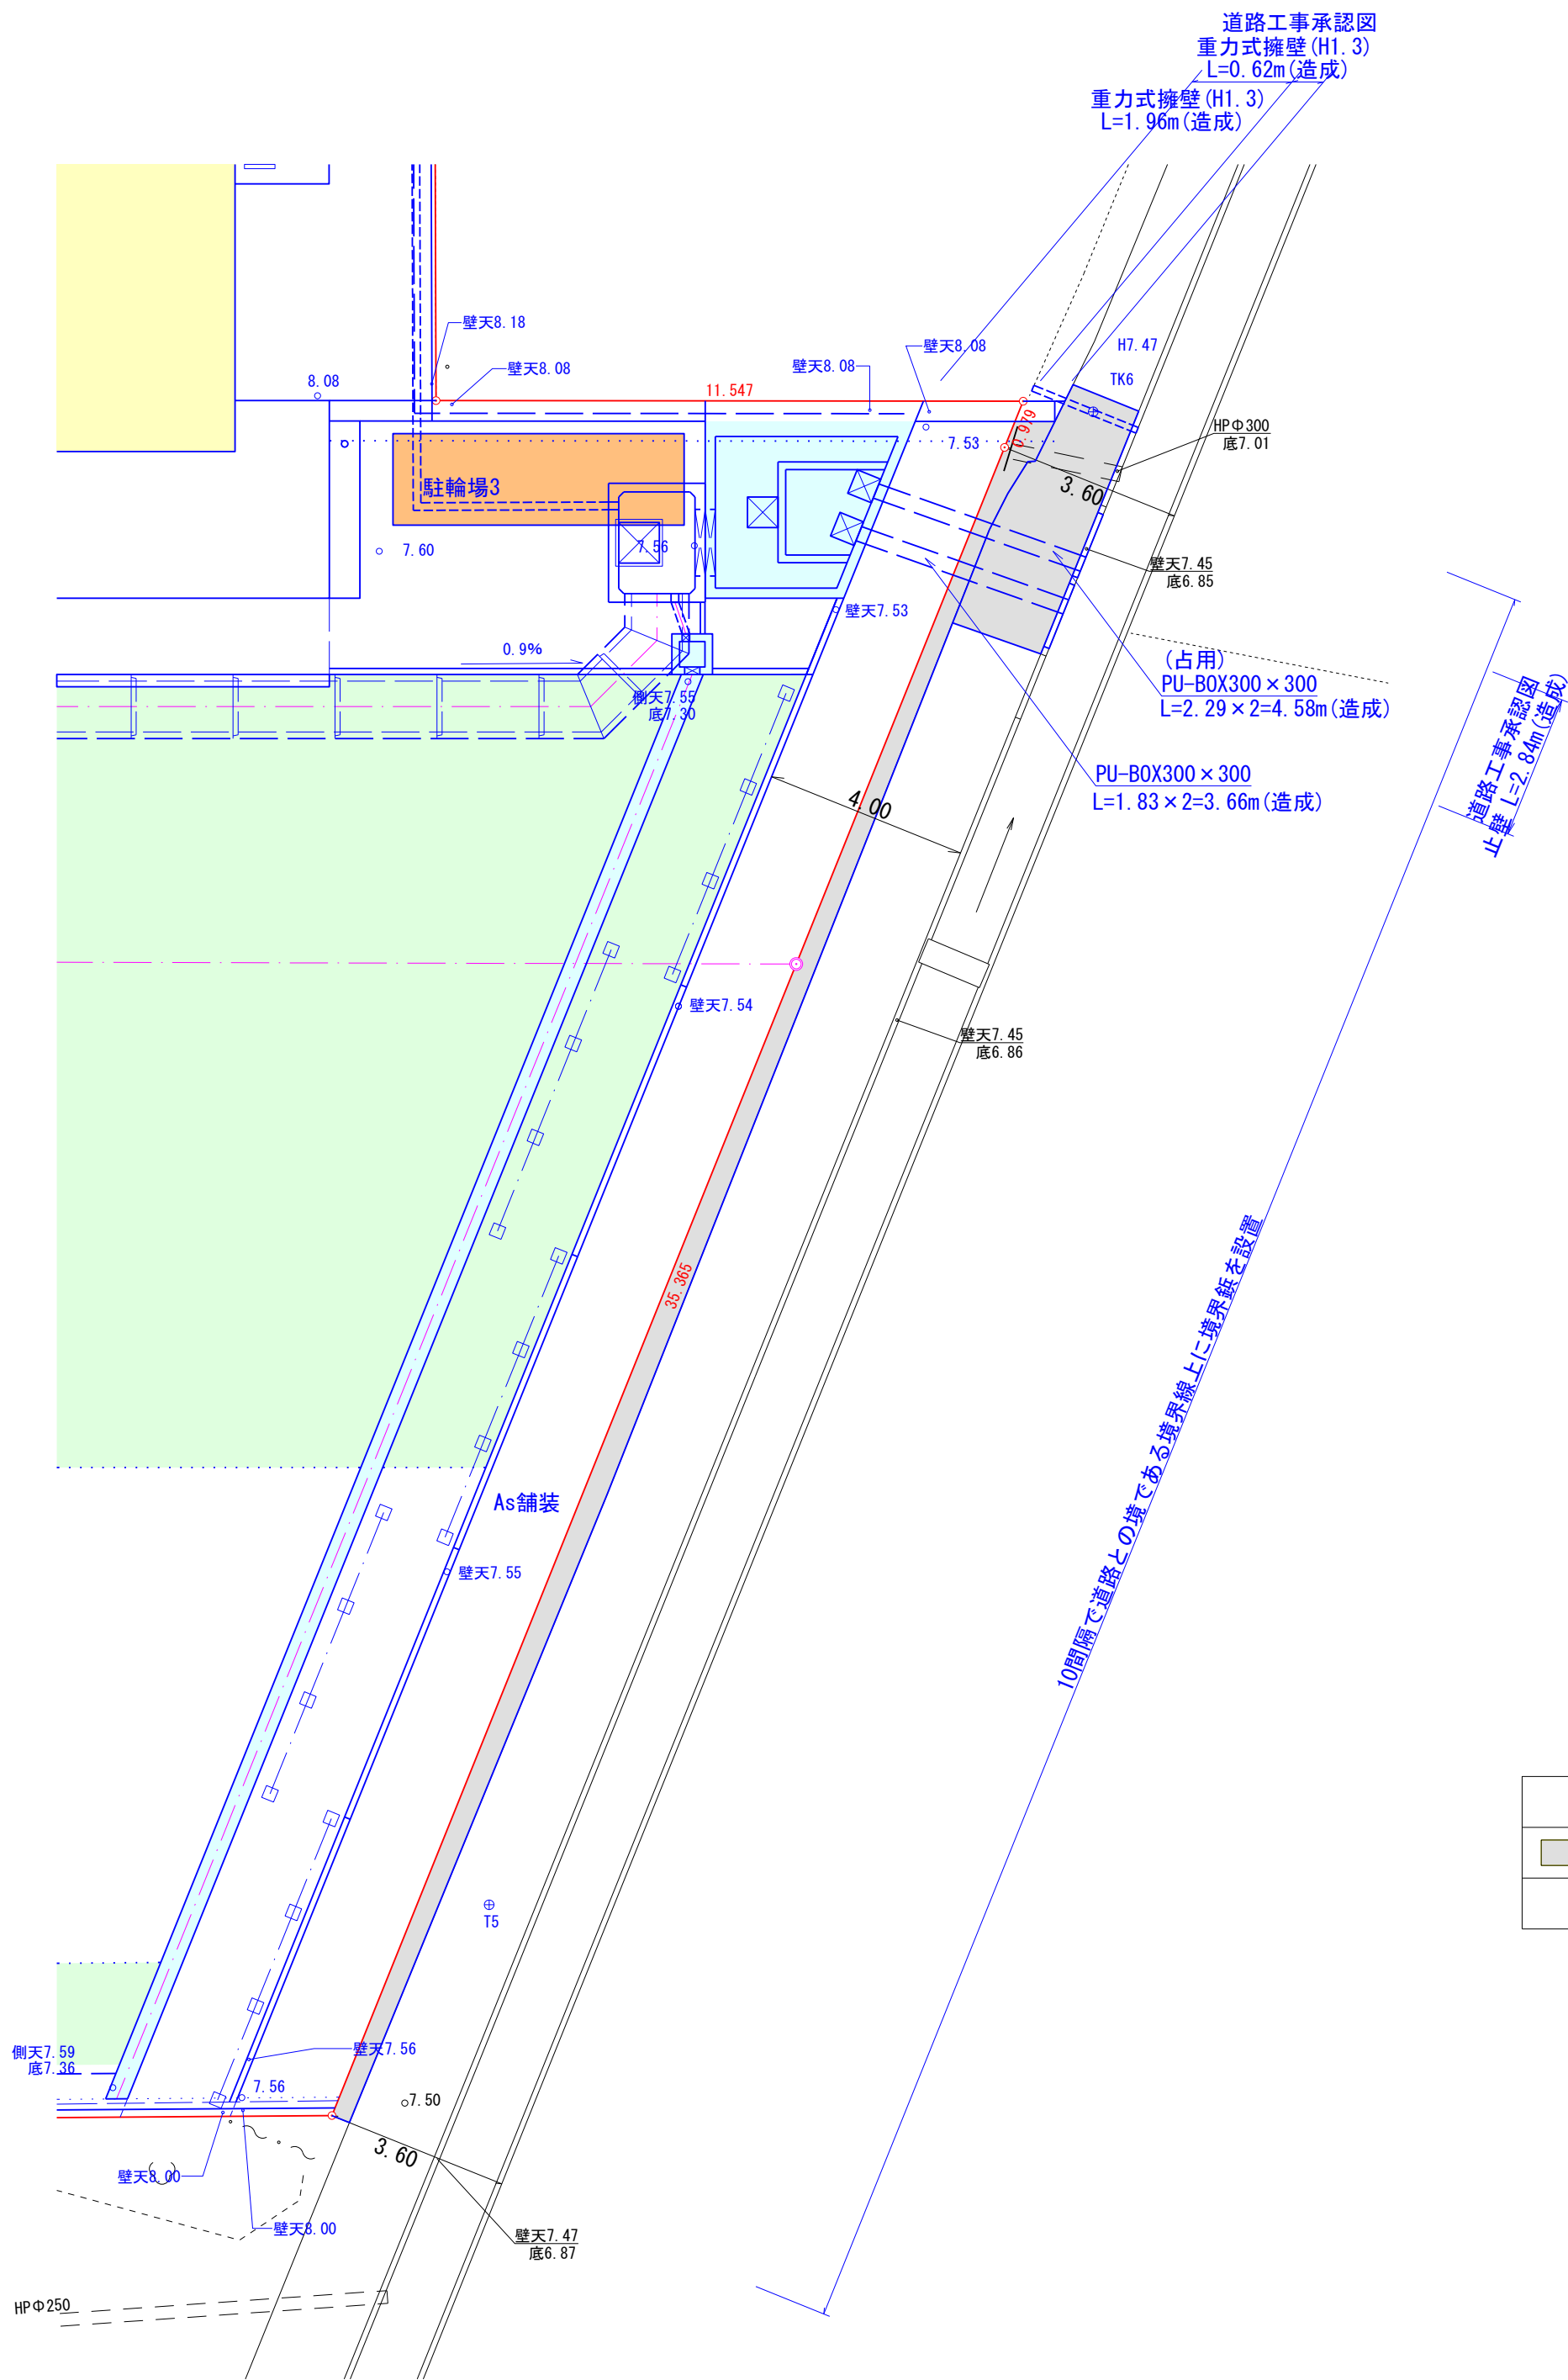 道路工事承認図
重力式擁壁(H1.3)
L=0.62m(造成)
重力式擁壁(H1.3)
L=1.96m(造成)
壁天8.18
壁天8.08
壁天8.08
壁天8.08
H7.47
TK6
8.08
11.547
0.979
7.53
HPΦ300
底7.01
3.60
駐輪場3
7.60
7.56
壁天7.45
底6.85
壁天7.53
0.9%
(占用)
PU-BOX300×300
L=2.29×2=4.58m(造成)
側天7.55
底7.30
道路工事承認図
止壁 L=2.84m(造成)
PU-BOX300×300
L=1.83×2=3.66m(造成)
4.00
壁天7.54
壁天7.45
底6.86
35.365
10間隔で道路との境である境界線上に境界鋲を設置
As舗装
壁天7.55
T5
側天7.59
底7.36
壁天7.56
7.56
7.50
3.60
壁天8.00
壁天8.00
壁天7.47
底6.87
HPΦ250